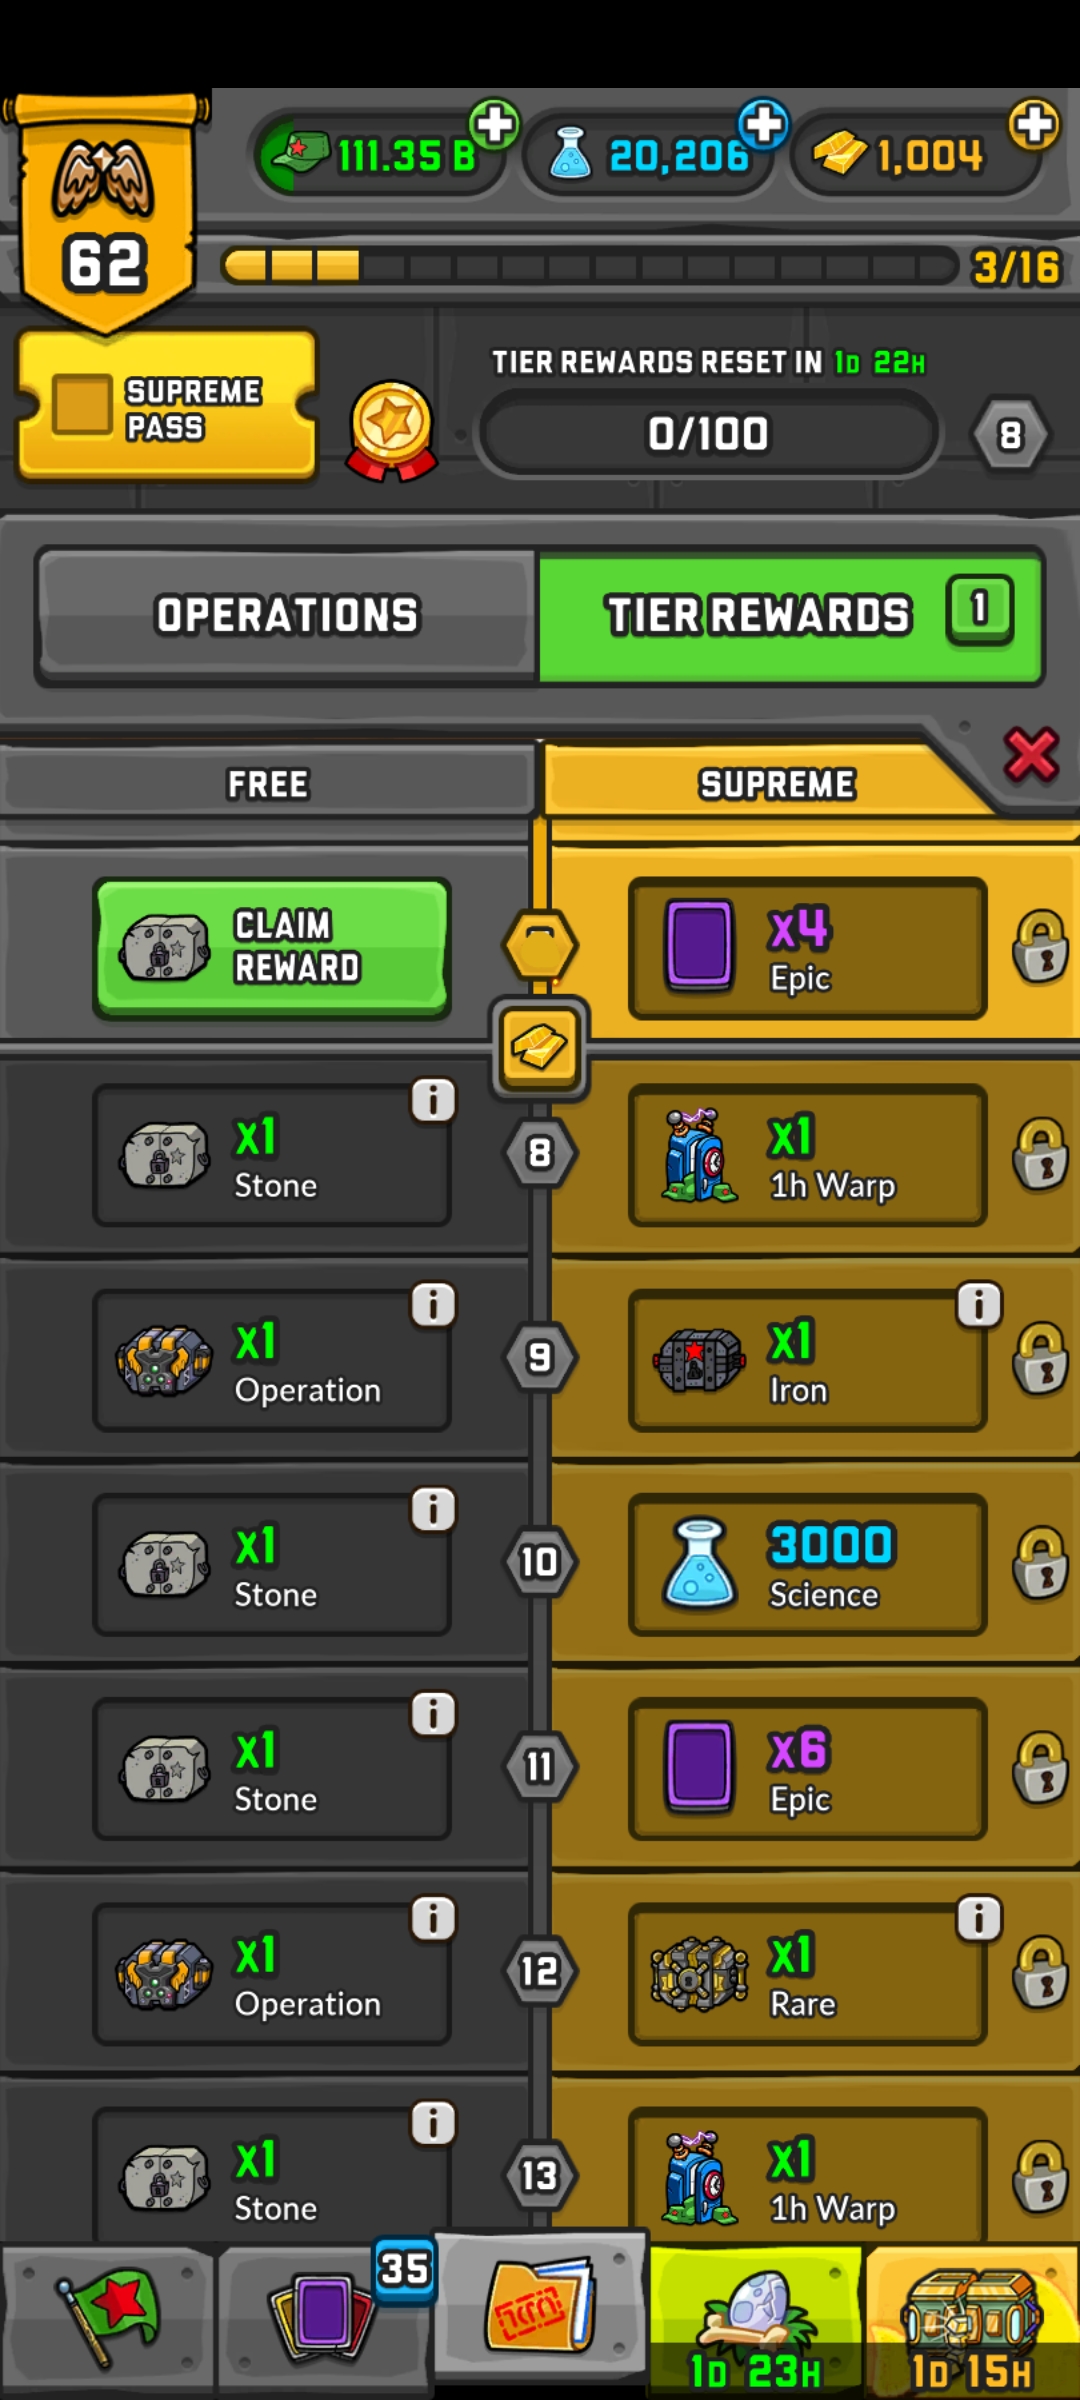 111.35 B
20,206
1,004
62
3/16
SUPREME
PASS
TIER REWARDS RESET IN 1D 22H
0/100
8
OPERATIONS
TIER REWARDS
1
FREE
SUPREME
CLAIM
REWARD
x4
Epic
x1
Stone
8
x1
1h Warp
x1
Operation
9
x1
Iron
x1
Stone
10
3000
Science
x1
Stone
11
x6
Epic
x1
Operation
12
x1
Rare
x1
Stone
13
x1
1h Warp
35
1D 23H
1D 15H